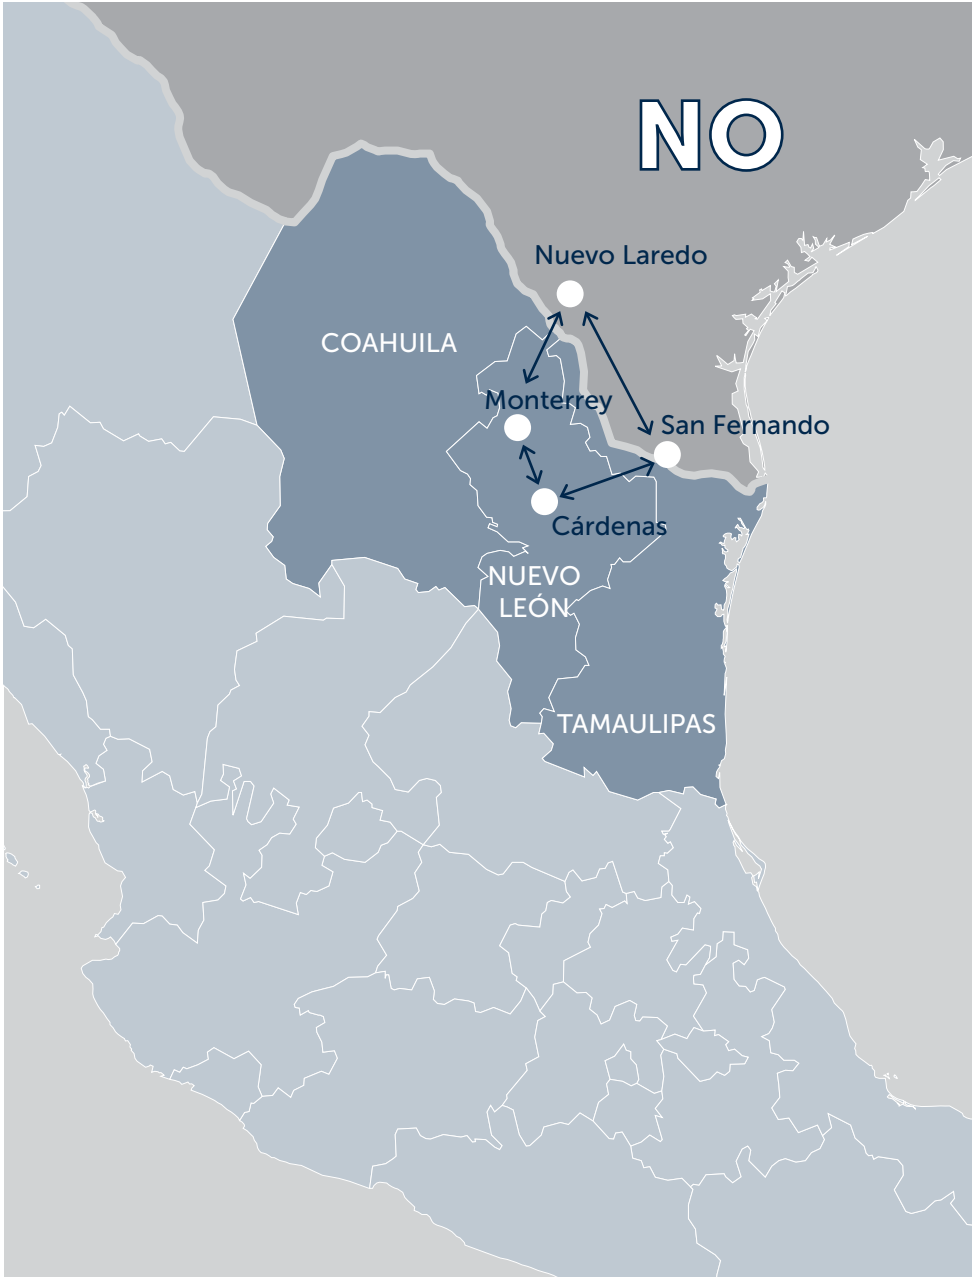 NO
Nuevo Laredo
COAHUILA
Monterrey
San Fernando
Cárdenas
NUEVO
LEÓN
TAMAULIPAS